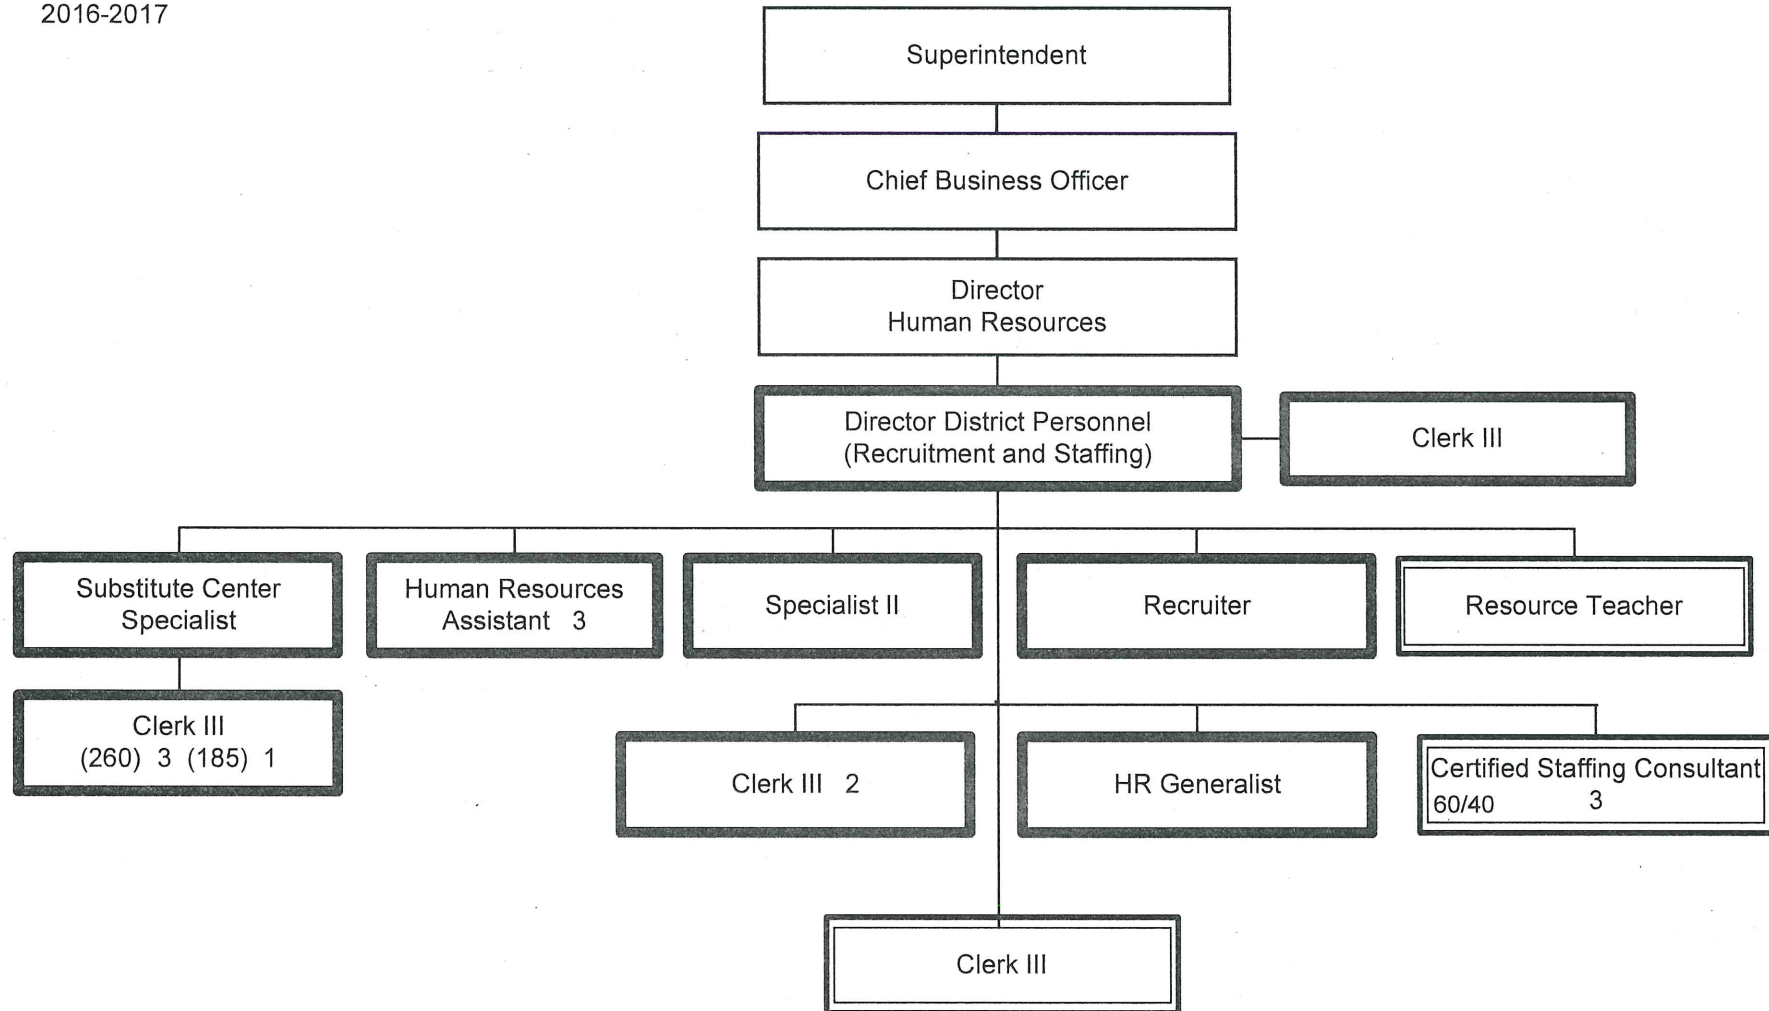 2016-2017
Superintendent
Chief Business Officer
Director
Human Resources
Director District Personnel
(Recruitment and Staffing)
Clerk III
Substitute Center
Specialist
Human Resources
Assistant 3
Specialist II
Recruiter
Resource Teacher
Clerk III
(260) 3 (185) 1
Clerk III 2
HR Generalist
Certified Staffing Consultant
60/40 3
Clerk III